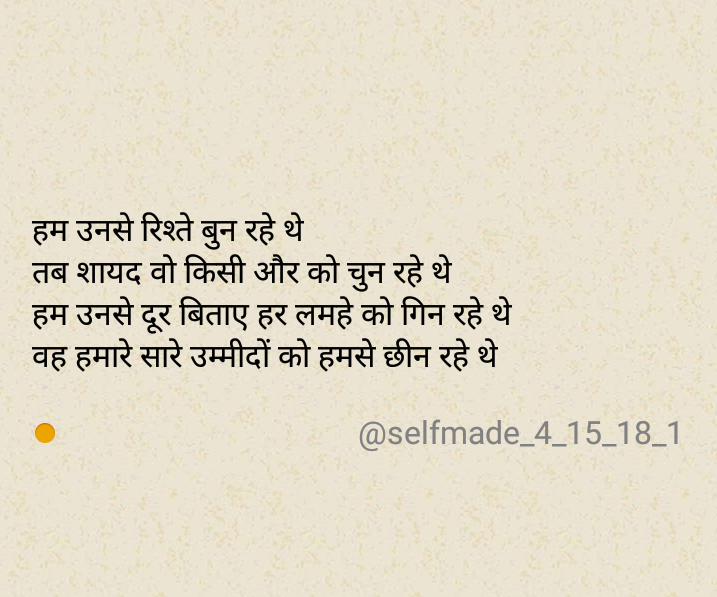 हम उनसे रिश्ते बुन रहे थे
तब शायद वो किसी और को चुन रहे थे
हम उनसे दूर बिताए हर लमहे को गिन रहे थे
वह हमारे सारे उम्मीदों को हमसे छीन रहे थे
@selfmade_4_15_18_1